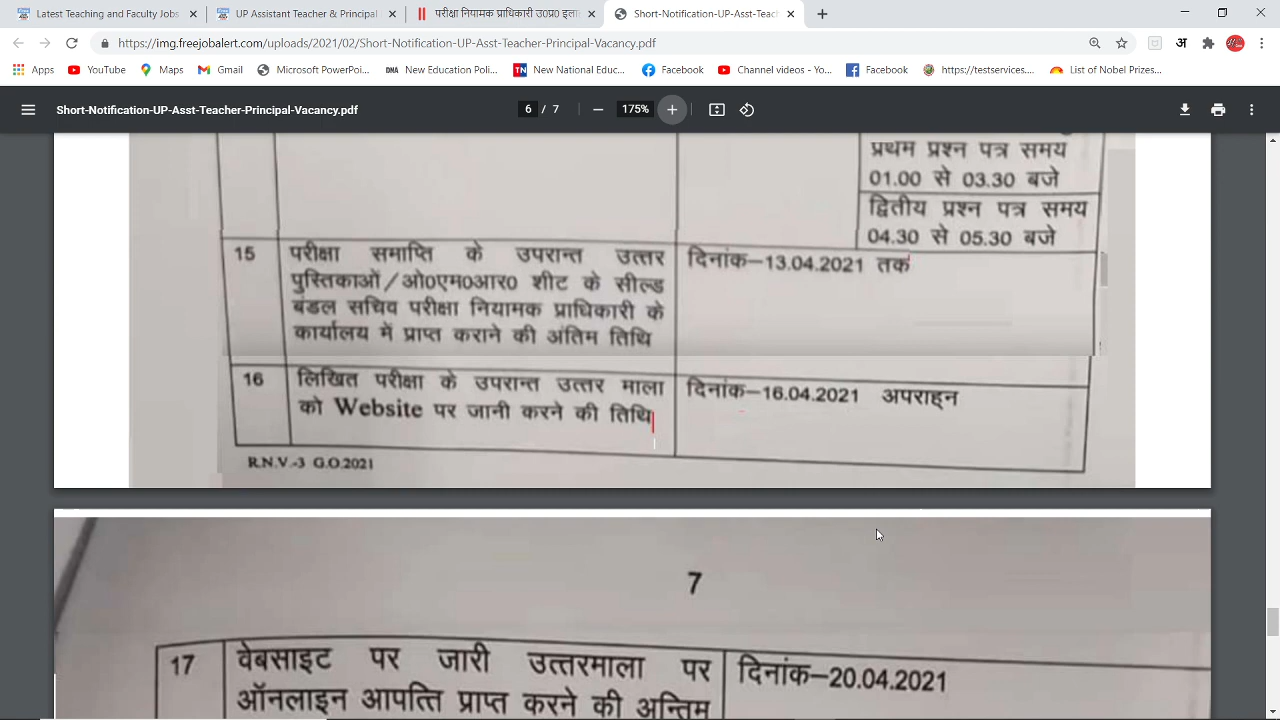 Latest Teaching and Faculty Jobs
UP Assistant Teacher & Principal
परीक्षा नियामक प्राधिकारी उ0प्र0 इला
Short-Notification-UP-Asst-Teac
https://img.freejobalert.com/uploads/2021/02/Short-Notification-UP-Asst-Teacher-Principal-Vacancy.pdf
अ
Apps
YouTube
Maps
Gmail
Microsoft PowerPoi...
DNA New Education Poli...
TN New National Educ...
Facebook
Channel videos - Yo...
Facebook
https://testservices...
List of Nobel Prizes...
Short-Notification-UP-Asst-Teacher-Principal-Vacancy.pdf
6 / 7
175%
प्रथम प्रश्न पत्र समय
01.00 से 03.30 बजे
द्वितीय प्रश्न पत्र समय
04.30 से 05.30 बजे
15 परीक्षा समाप्ति के उपरान्त उत्तर दिनांक–13.04.2021 तक
पुस्तिकाओं/ओ0एम0आर0 शीट के सील्ड
बंडल सचिव परीक्षा नियामक प्राधिकारी के
कार्यालय में प्राप्त कराने की अंतिम तिथि
16 लिखित परीक्षा के उपरान्त उत्तर माला दिनांक–16.04.2021 अपराह्न
को Website पर जानी करने की तिथि
R.N.V.-3 G.O.2021
7
17 वेबसाइट पर जारी उत्तरमाला पर दिनांक–20.04.2021
ऑनलाइन आपत्ति प्राप्त करने की अन्तिम